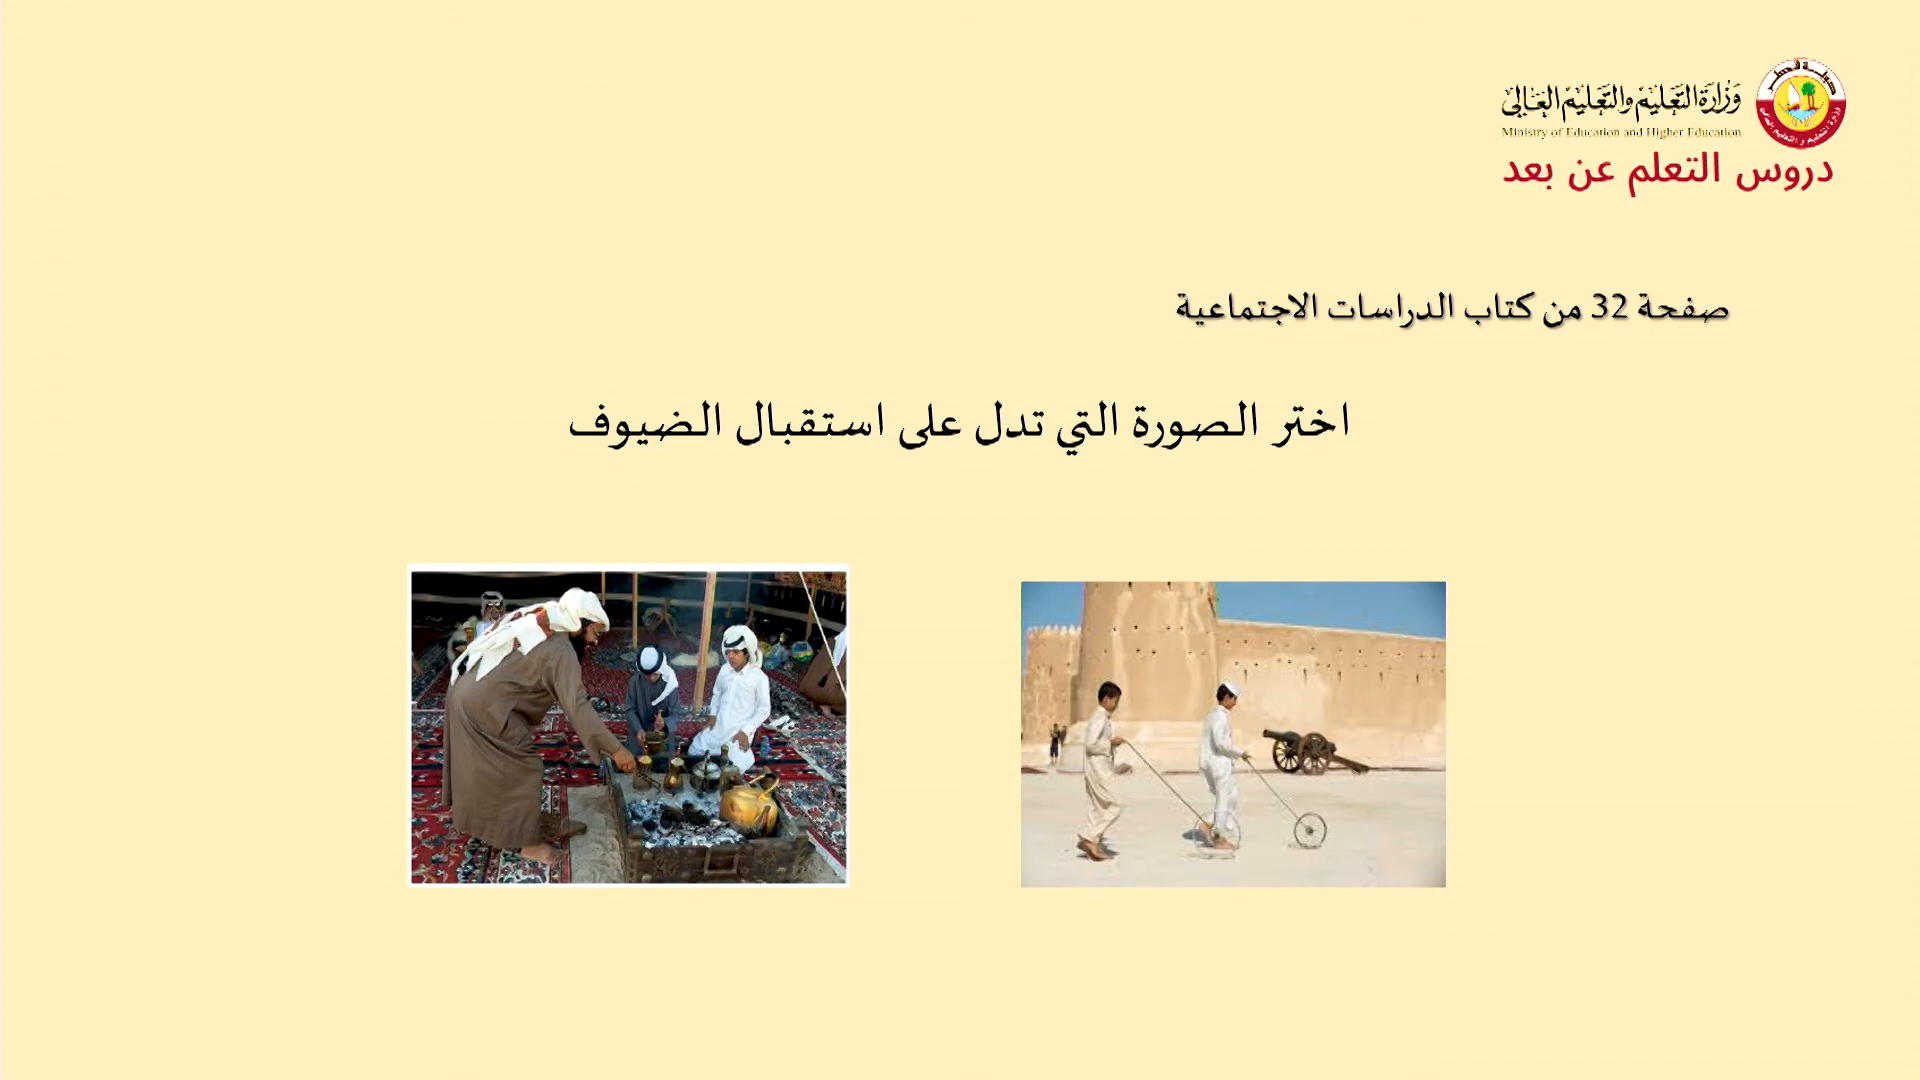 وزارة التعليم والتعليم العالي
Ministry of Education and Higher Education
دروس التعلم عن بعد
صفحة 32 من كتاب الدراسات الاجتماعية
اختر الصورة التي تدل على استقبال الضيوف